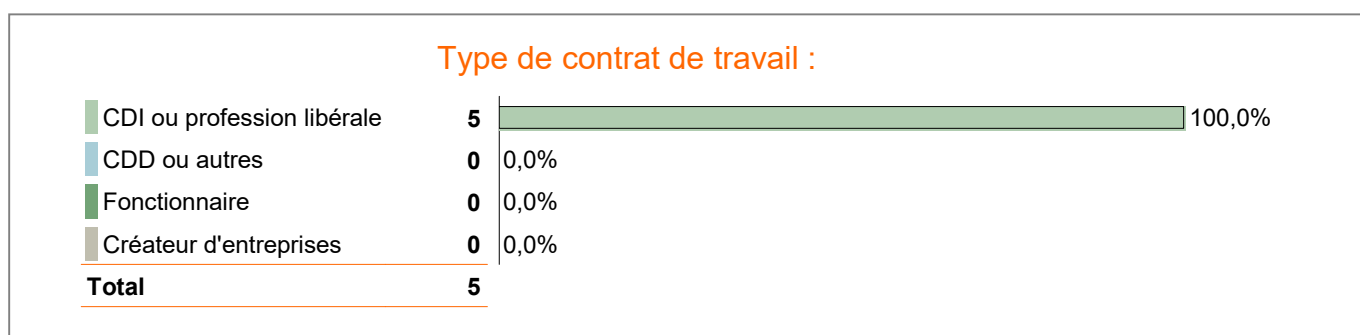 Type de contrat de travail :
CDI ou profession libérale 5 100,0%
CDD ou autres 0 0,0%
Fonctionnaire 0 0,0%
Créateur d'entreprises 0 0,0%
Total 5